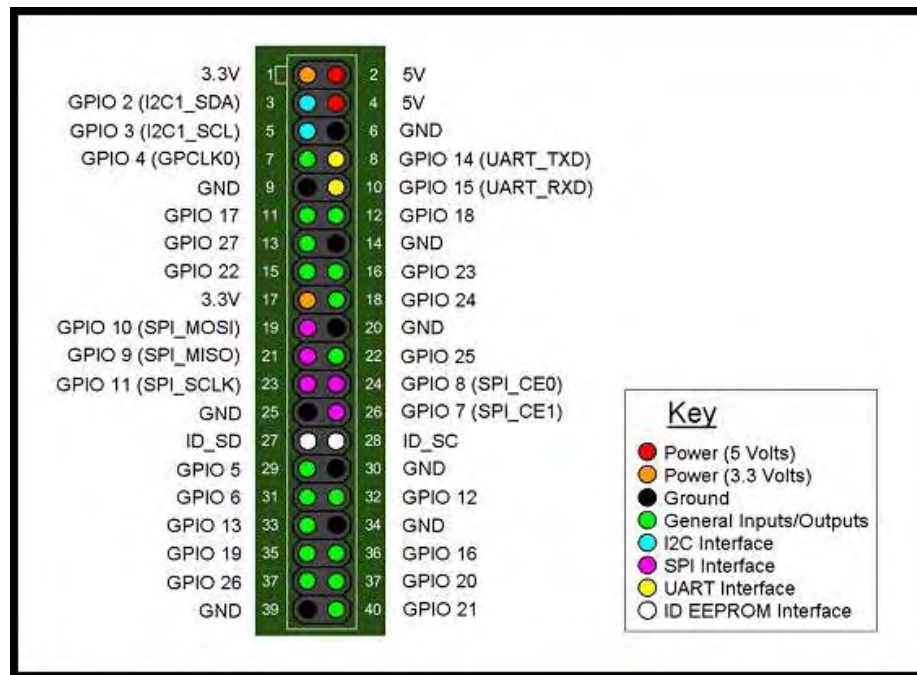 3.3V 1 2 5V
GPIO 2 (I2C1_SDA) 3 4 5V
GPIO 3 (I2C1_SCL) 5 6 GND
GPIO 4 (GPCLK0) 7 8 GPIO 14 (UART_TXD)
GND 9 10 GPIO 15 (UART_RXD)
GPIO 17 11 12 GPIO 18
GPIO 27 13 14 GND
GPIO 22 15 16 GPIO 23
3.3V 17 18 GPIO 24
GPIO 10 (SPI_MOSI) 19 20 GND
GPIO 9 (SPI_MISO) 21 22 GPIO 25
GPIO 11 (SPI_SCLK) 23 24 GPIO 8 (SPI_CE0)
GND 25 26 GPIO 7 (SPI_CE1)
ID_SD 27 28 ID_SC
GPIO 5 29 30 GND
GPIO 6 31 32 GPIO 12
GPIO 13 33 34 GND
GPIO 19 35 36 GPIO 16
GPIO 26 37 37 GPIO 20
GND 39 40 GPIO 21
Key
Power (5 Volts)
Power (3.3 Volts)
Ground
General Inputs/Outputs
I2C Interface
SPI Interface
UART Interface
ID EEPROM Interface